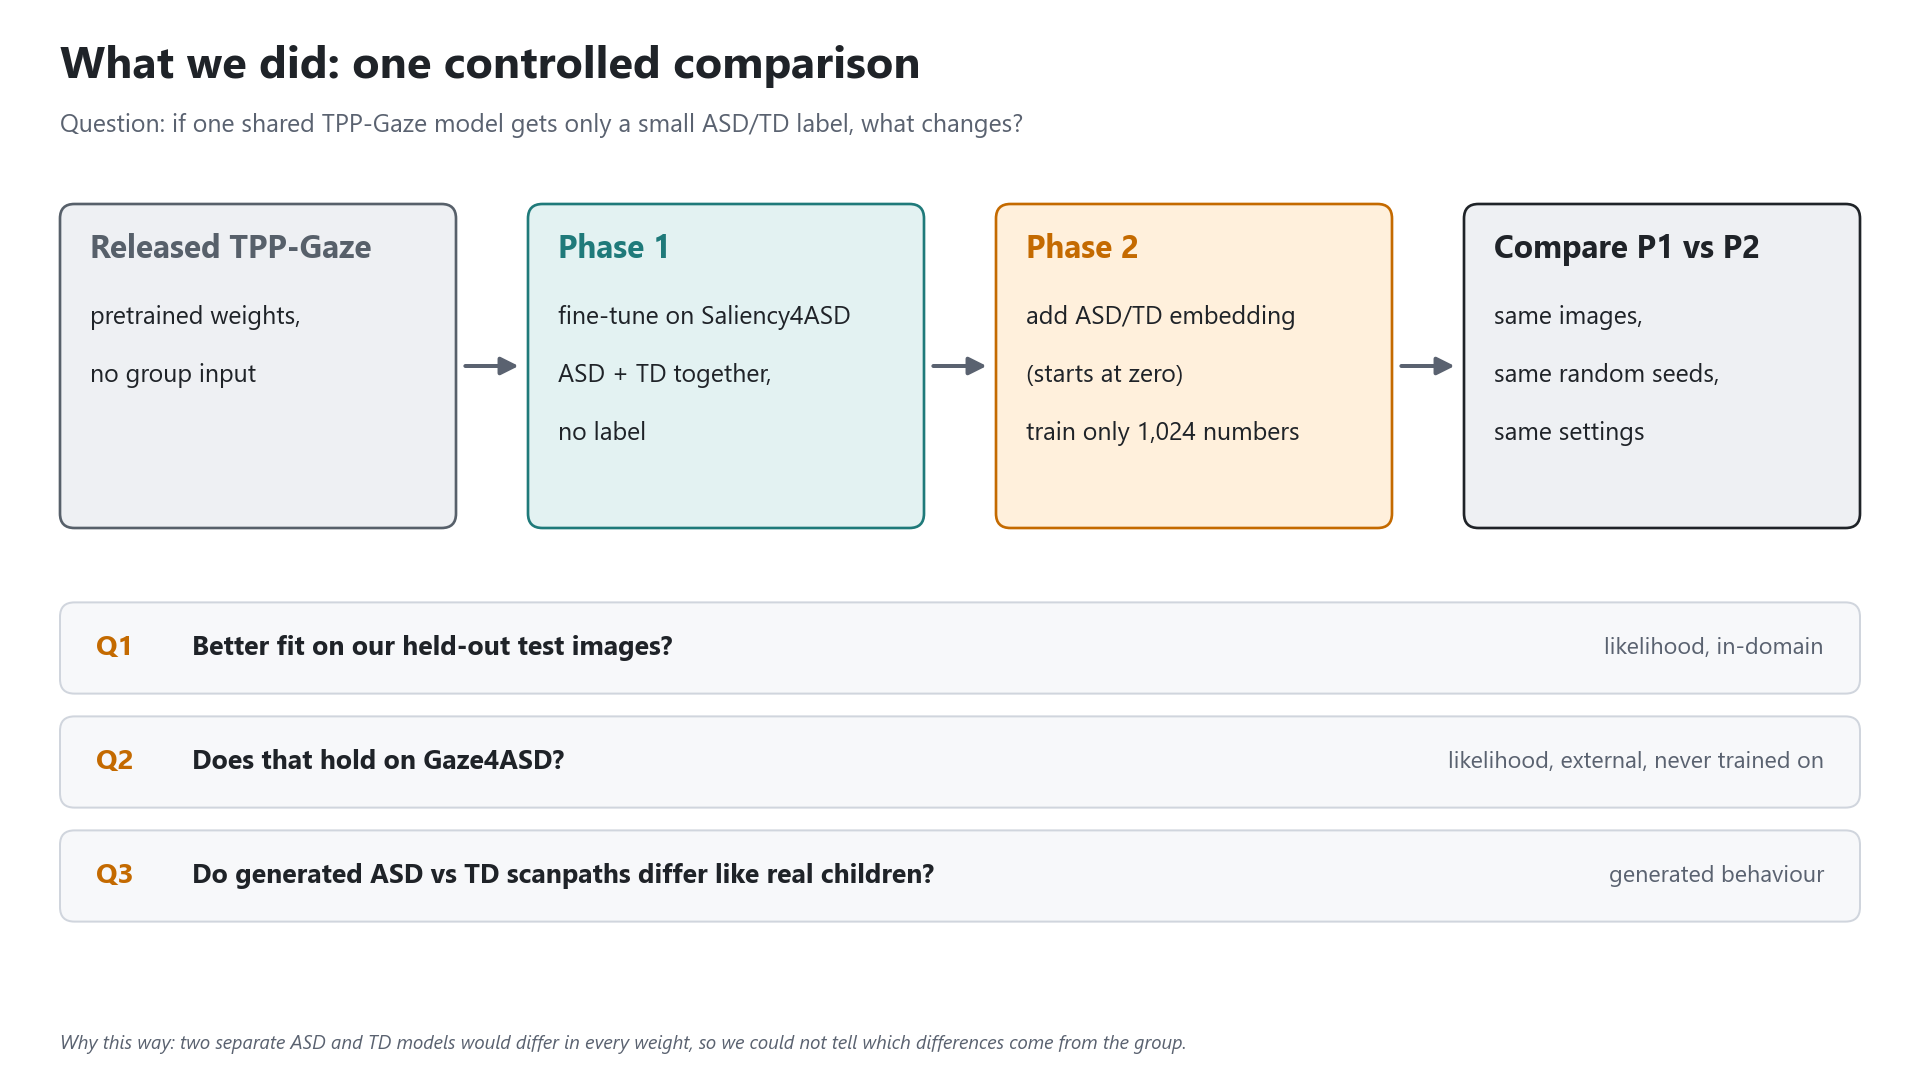 What we did: one controlled comparison
Question: if one shared TPP-Gaze model gets only a small ASD/TD label, what changes?
Released TPP-Gaze
pretrained weights,
no group input
Phase 1
fine-tune on Saliency4ASD
ASD + TD together,
no label
Phase 2
add ASD/TD embedding
(starts at zero)
train only 1,024 numbers
Compare P1 vs P2
same images,
same random seeds,
same settings
Q1 Better fit on our held-out test images? likelihood, in-domain
Q2 Does that hold on Gaze4ASD? likelihood, external, never trained on
Q3 Do generated ASD vs TD scanpaths differ like real children? generated behaviour
Why this way: two separate ASD and TD models would differ in every weight, so we could not tell which differences come from the group.